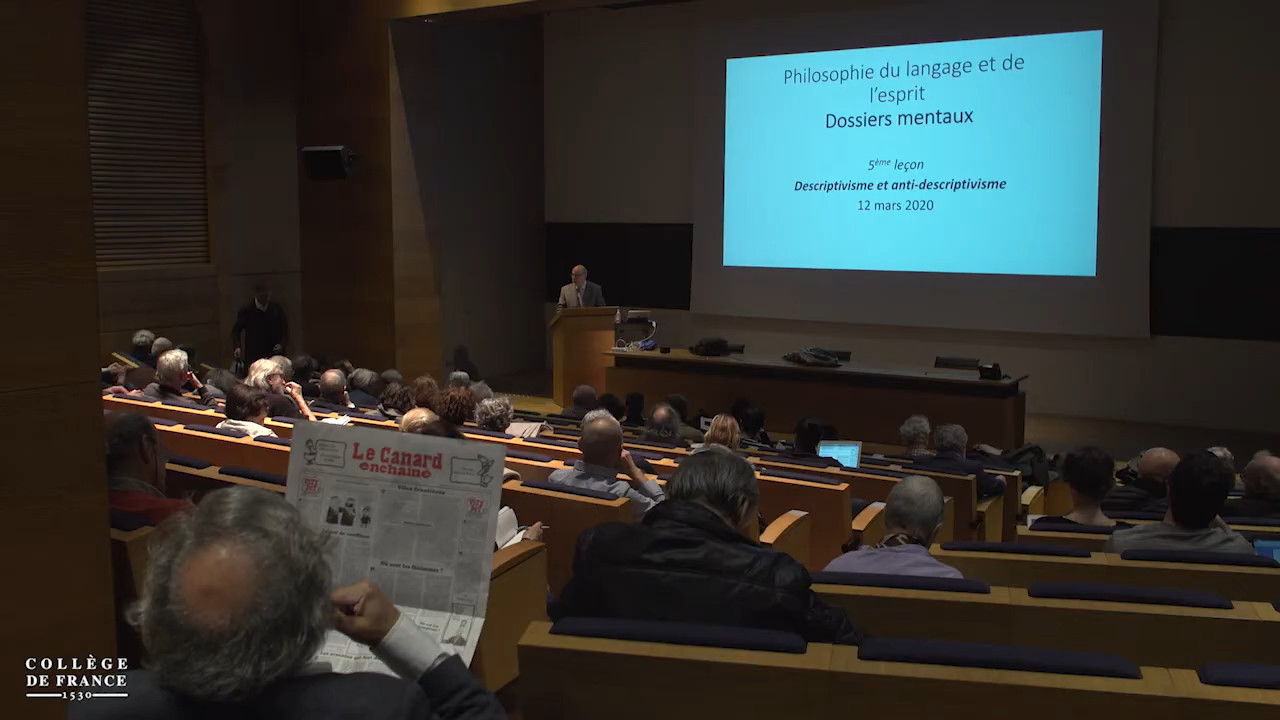 Philosophie du langage et de
l'esprit
Dossiers mentaux
5ème leçon
Descriptivisme et anti-descriptivisme
12 mars 2020
Le Canard
enchaîné
COLLÈGE
DE FRANCE
1530